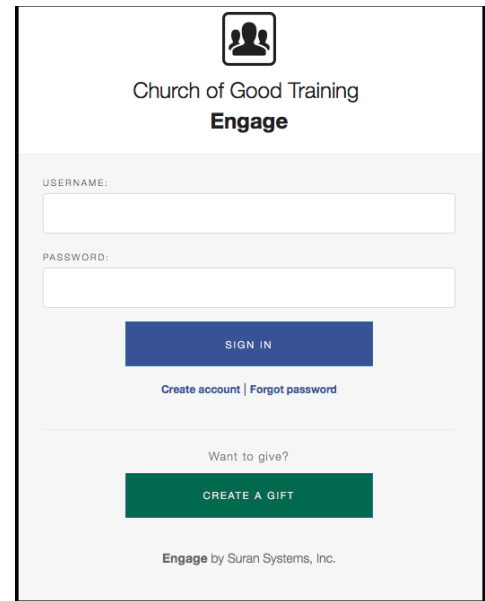 Church of Good Training
Engage
USERNAME:
PASSWORD:
SIGN IN
Create account | Forgot password
Want to give?
CREATE A GIFT
Engage by Suran Systems, Inc.